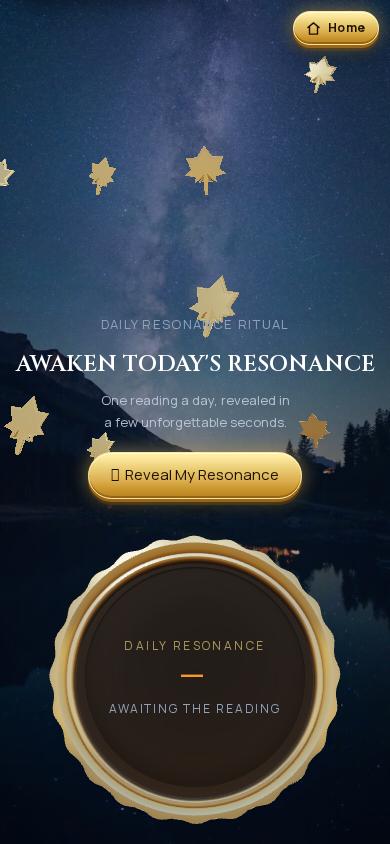 Home
DAILY RESONANCE RITUAL
AWAKEN TODAY'S RESONANCE
One reading a day, revealed in
a few unforgettable seconds.
Reveal My Resonance
DAILY RESONANCE
AWAITING THE READING